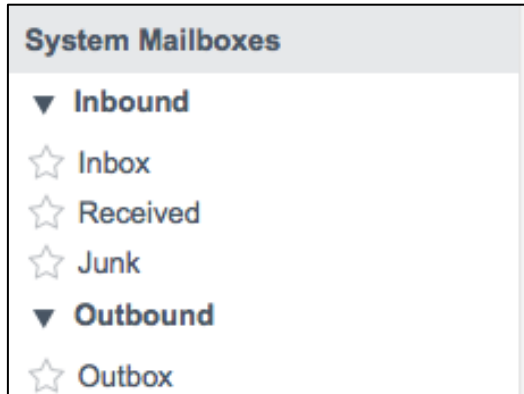 System Mailboxes
Inbound
Inbox
Received
Junk
Outbound
Outbox